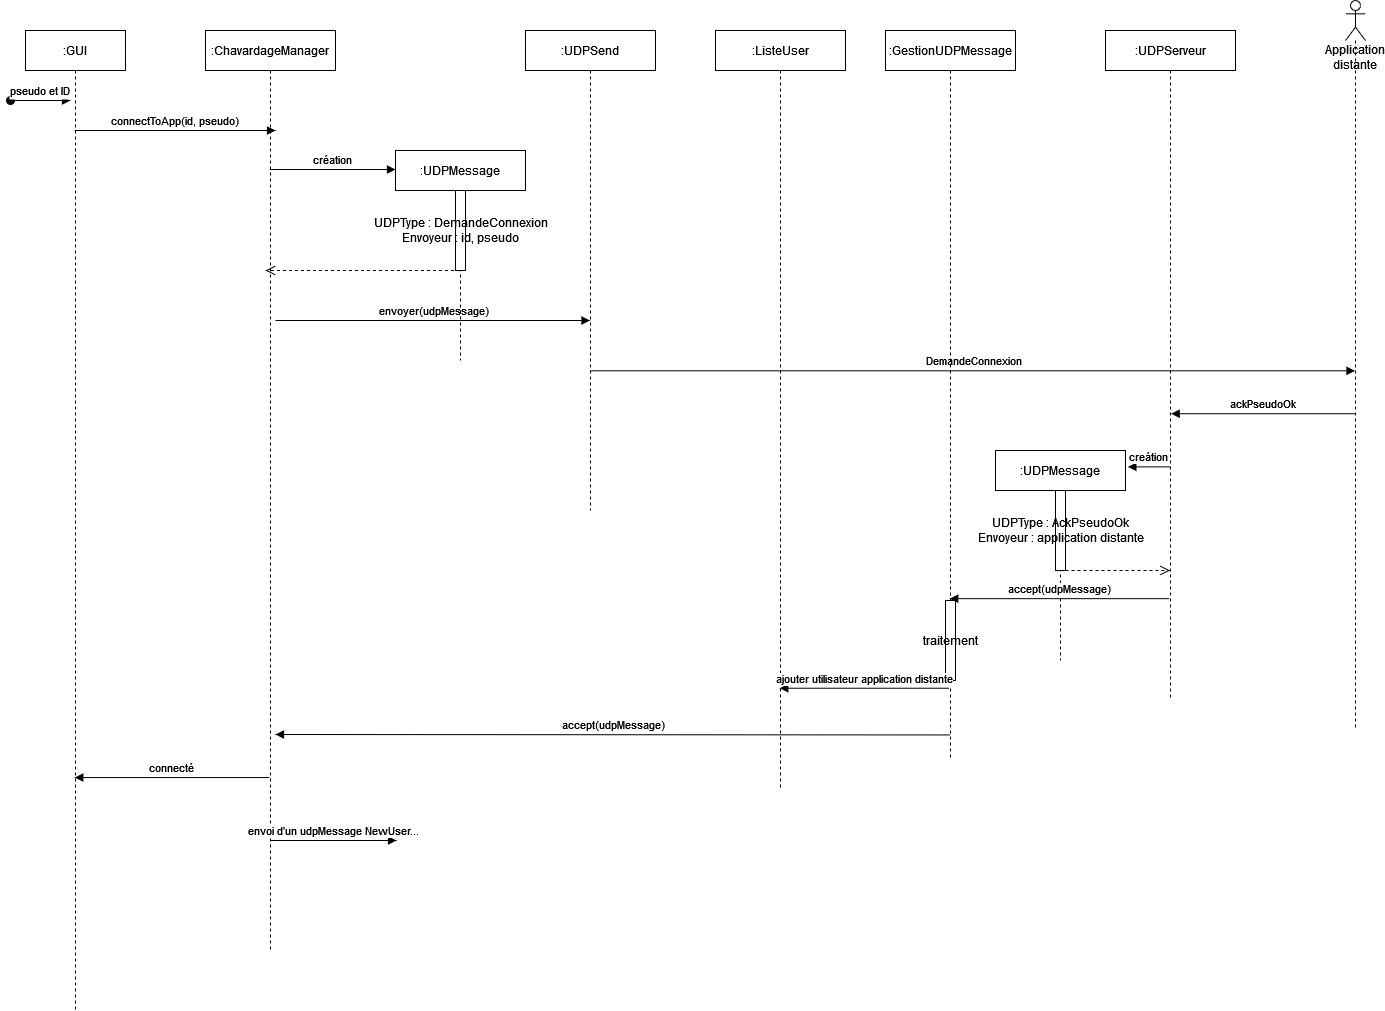 :GUI
:ChavardageManager
:UDPSend
:ListeUser
:GestionUDPMessage
:UDPServeur
Application
distante
pseudo et ID
connectToApp(id, pseudo)
création
:UDPMessage
UDPType : DemandeConnexion
Envoyeur : id, pseudo
envoyer(udpMessage)
DemandeConnexion
ackPseudoOk
creátion
:UDPMessage
UDPType : AckPseudoOk
Envoyeur : application distante
accept(udpMessage)
traitement
ajouter utilisateur application distante
accept(udpMessage)
connecté
envoi d'un udpMessage NewUser...